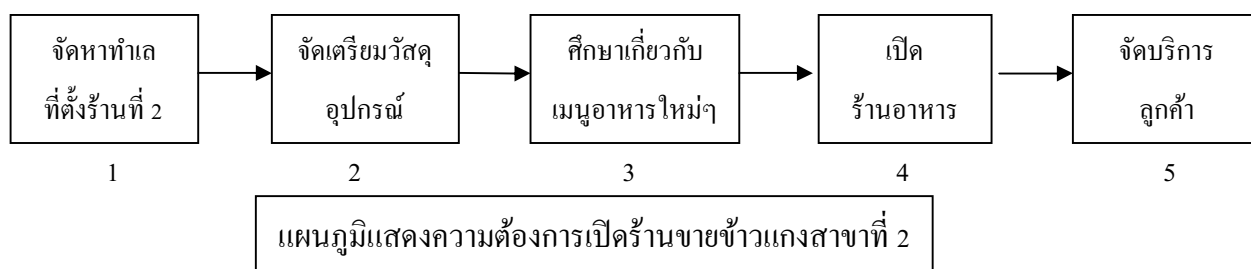 จัดหาทำเล
ที่ตั้งร้านที่ 2
จัดเตรียมวัสดุ
อุปกรณ์
ศึกษาเกี่ยวกับ
เมนูอาหารใหม่ๆ
เปิด
ร้านอาหาร
จัดบริการ
ลูกค้า
1
2
3
4
5
แผนภูมิแสดงความต้องการเปิดร้านขายข้าวแกงสาขาที่ 2